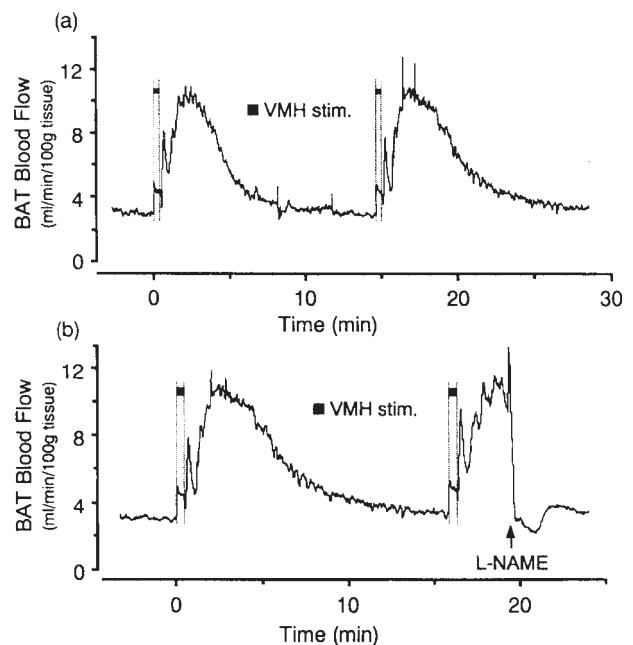 (a)
BAT Blood Flow
(ml/min/100g tissue)
12
8
4
0
VMH stim.
0
10
20
30
Time (min)
(b)
BAT Blood Flow
(ml/min/100g tissue)
12
8
4
0
VMH stim.
L-NAME
0
10
20
Time (min)